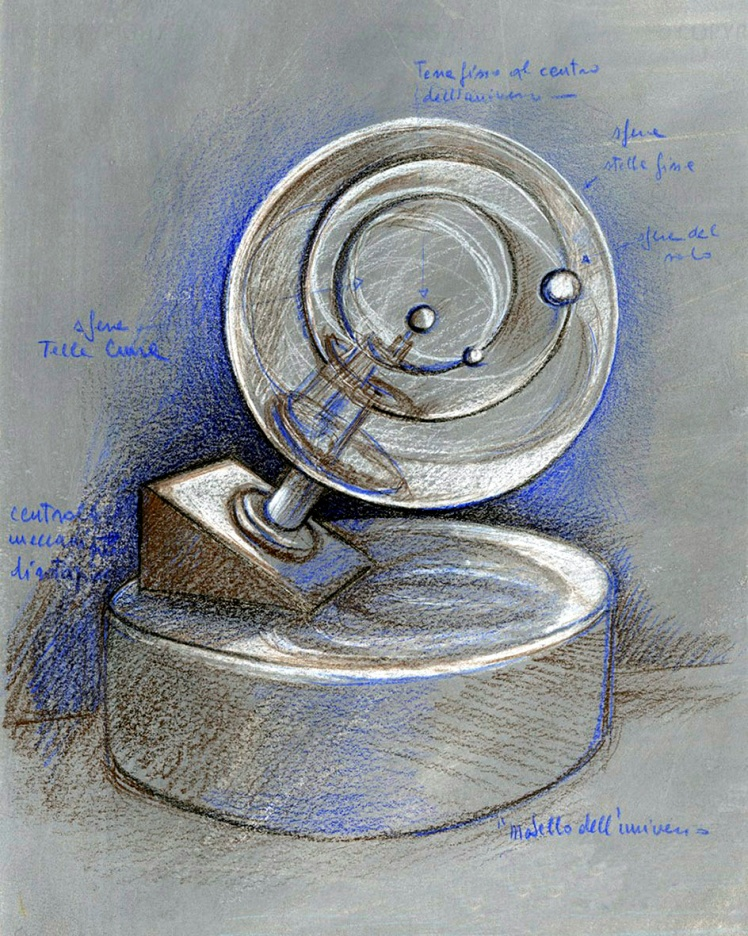 Terra fissa al centro
dell'universo
sfera
stelle fisse
sfera del
sole
sfera
della luna
centrale
"modello dell'universo